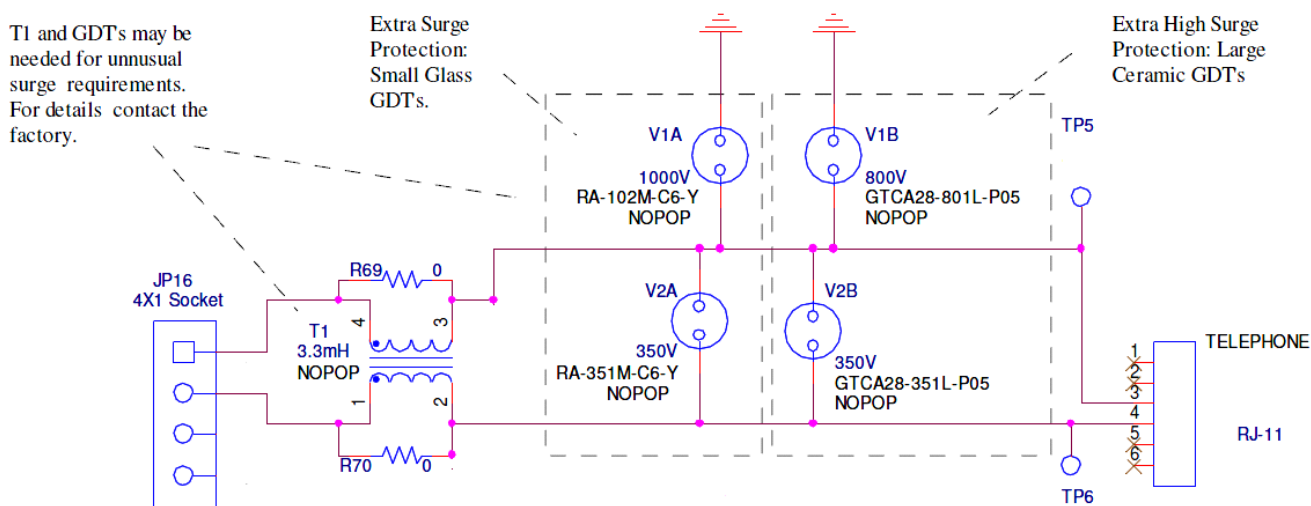 T1 and GDT's may be
needed for unnusual
surge requirements.
For details contact the
factory.
Extra Surge
Protection:
Small Glass
GDT's.
Extra High Surge
Protection: Large
Ceramic GDTs
V1A
1000V
RA-102M-C6-Y
NOPOP
V1B
800V
GTCA28-801L-P05
NOPOP
TP5
JP16
4X1 Socket
R69
0
4
3
T1
3.3mH
NOPOP
1
2
R70
0
V2A
350V
RA-351M-C6-Y
NOPOP
V2B
350V
GTCA28-351L-P05
NOPOP
TELEPHONE
1
2
3
4
5
6
RJ-11
TP6